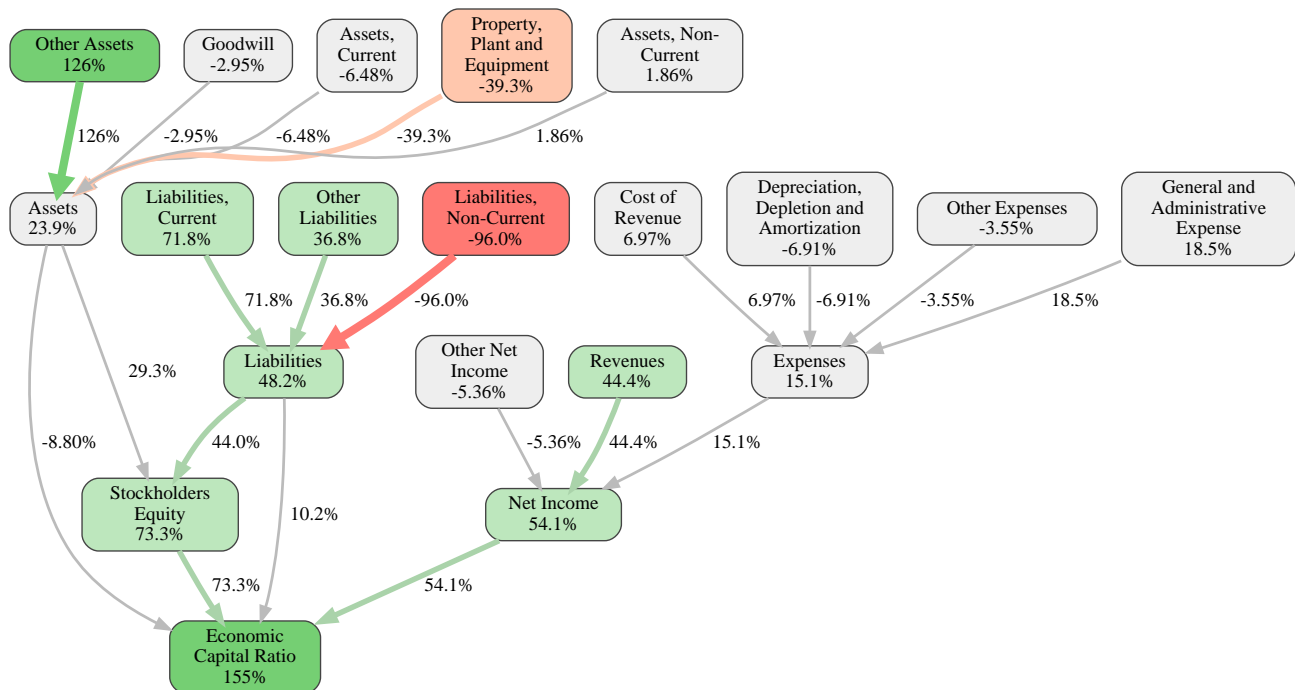 Other Assets
126%
Goodwill
-2.95%
Assets,
Current
-6.48%
Property,
Plant and
Equipment
-39.3%
Assets, Non-
Current
1.86%
126%
-2.95%
-6.48%
-39.3%
1.86%
Assets
23.9%
Liabilities,
Current
71.8%
Other
Liabilities
36.8%
Liabilities,
Non-Current
-96.0%
Cost of
Revenue
6.97%
Depreciation,
Depletion and
Amortization
-6.91%
Other Expenses
-3.55%
General and
Administrative
Expense
18.5%
71.8%
36.8%
-96.0%
6.97%
-6.91%
-3.55%
18.5%
29.3%
Liabilities
48.2%
Other Net
Income
-5.36%
Revenues
44.4%
Expenses
15.1%
-8.80%
44.0%
-5.36%
44.4%
15.1%
Stockholders
Equity
73.3%
10.2%
Net Income
54.1%
73.3%
54.1%
Economic
Capital Ratio
155%